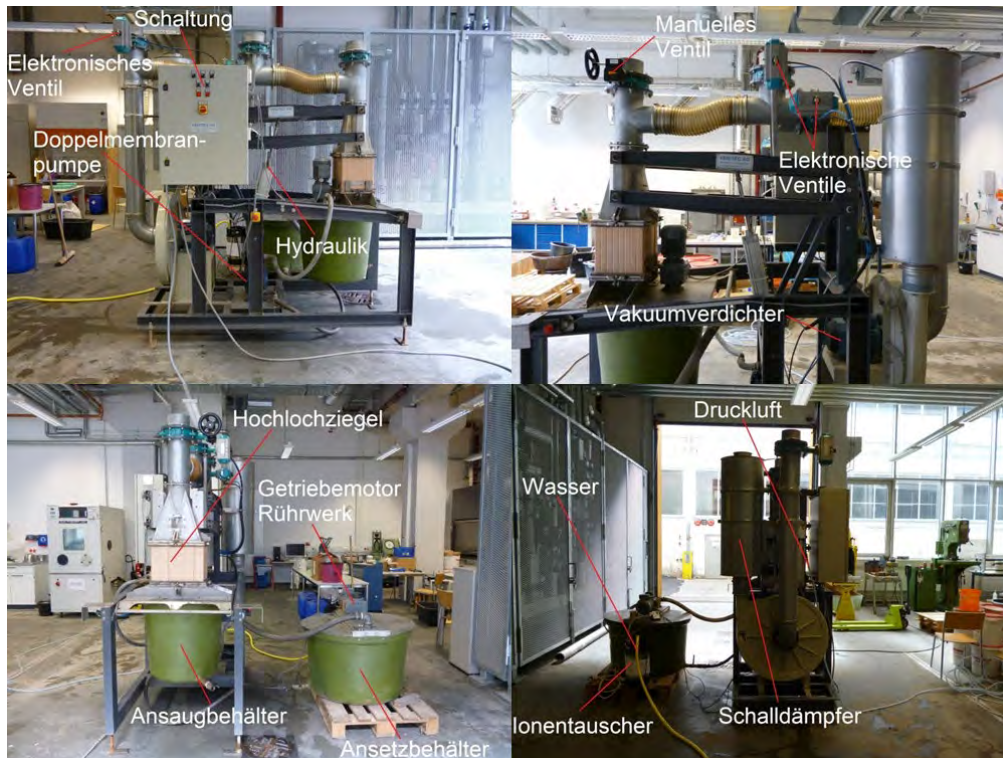 Schaltung
Elektronisches
Ventil
Doppelmembran-
pumpe
Hydraulik
Manuelles
Ventil
Elektronische
Ventile
Vakuumverdichter
Hochlochziegel
Getriebemotor
Rührwerk
Ansaugbehälter
Ansetzbehälter
Druckluft
Wasser
Ionentauscher
Schalldämpfer